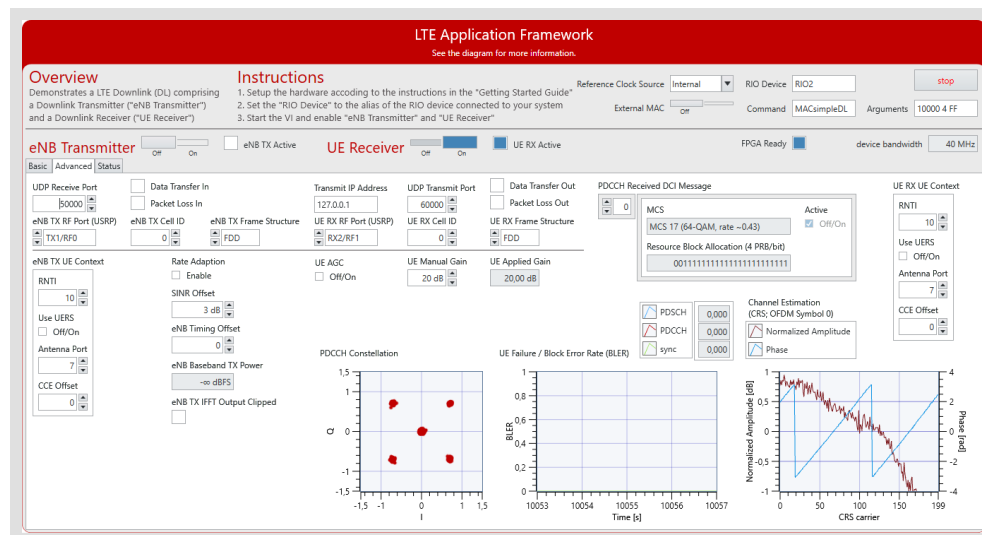 LTE Application Framework
See the diagram for more information.
Overview
Demonstrates a LTE Downlink (DL) comprising
a Downlink Transmitter ("eNB Transmitter")
and a Downlink Receiver ("UE Receiver")
Instructions
1. Setup the hardware accoding to the instructions in the "Getting Started Guide"
2. Set the "RIO Device" to the alias of the RIO device connected to your system
3. Start the VI and enable "eNB Transmitter" and "UE Receiver"
Reference Clock Source Internal
External MAC Off
RIO Device RIO2
Command MACsimpleDL
stop
Arguments 10000 4 FF
eNB Transmitter Off On
eNB TX Active
UE Receiver Off On
UE RX Active
FPGA Ready
device bandwidth 40 MHz
Basic Advanced Status
UDP Receive Port
50000
Data Transfer In
Packet Loss In
eNB TX RF Port (USRP)
TX1/RF0
eNB TX Cell ID
0
eNB TX Frame Structure
FDD
Transmit IP Address
127.0.0.1
UDP Transmit Port
60000
Data Transfer Out
Packet Loss Out
UE RX RF Port (USRP)
RX2/RF1
UE RX Cell ID
0
UE RX Frame Structure
FDD
PDCCH Received DCI Message
0
MCS
MCS 17 (64-QAM, rate ~0.43)
Active
Off/On
Resource Block Allocation (4 PRB/bit)
UE RX UE Context
RNTI
10
Use UERS
Off/On
Antenna Port
7
CCE Offset
0
eNB TX UE Context
RNTI
10
Use UERS
Off/On
Antenna Port
7
CCE Offset
0
Rate Adaption
Enable
SINR Offset
3 dB
eNB Timing Offset
0
eNB Baseband TX Power
-∞ dBFS
eNB TX IFFT Output Clipped
UE AGC
Off/On
UE Manual Gain
20 dB
UE Applied Gain
20,00 dB
PDSCH 0,000
PDCCH 0,000
sync 0,000
Channel Estimation
(CRS; OFDM Symbol 0)
Normalized Amplitude
Phase
PDCCH Constellation
1,5
1
0
-1
-1,5
Q
-1,5 -1 0 1 1,5
I
UE Failure / Block Error Rate (BLER)
1
0,8
0,6
0,4
0,2
0
BLER
10053 10054 10055 10056 10057
Time [s]
1
0,5
0
-0,5
-1
Normalized Amplitude [dB]
4
2
0
-2
-4
Phase [rad]
0 50 100 150 199
CRS carrier